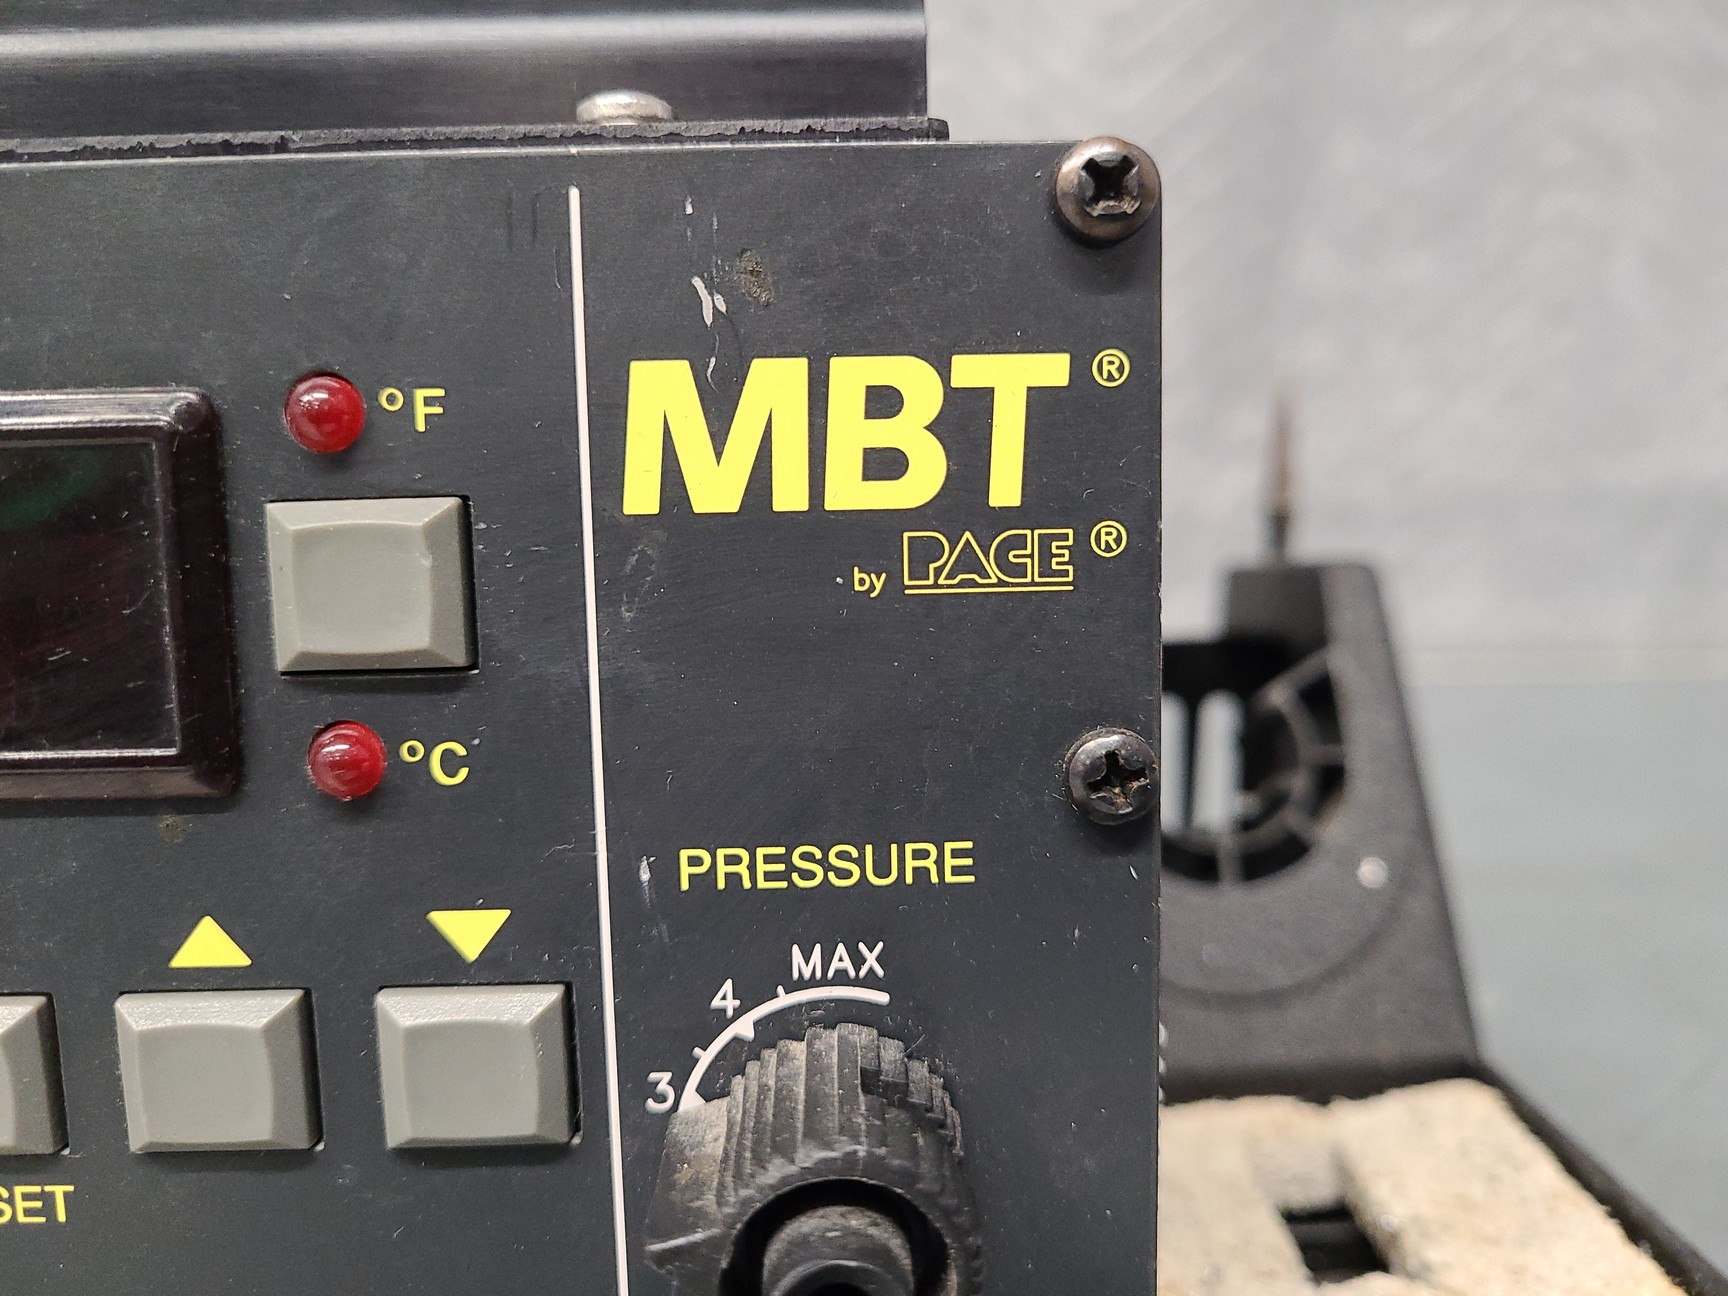 °F
MBT®
by PACE®
°C
PRESSURE
MAX
4
3
SET